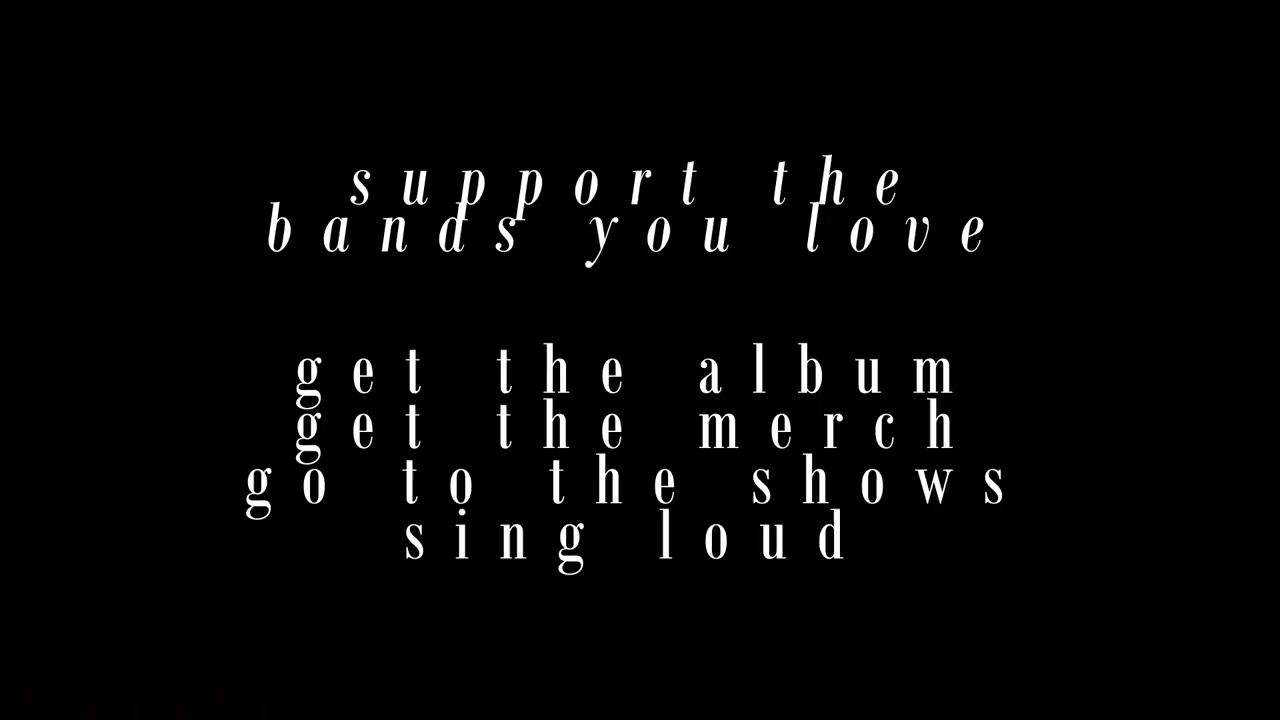 support the
bands you love
get the album
get the merch
go to the shows
sing loud